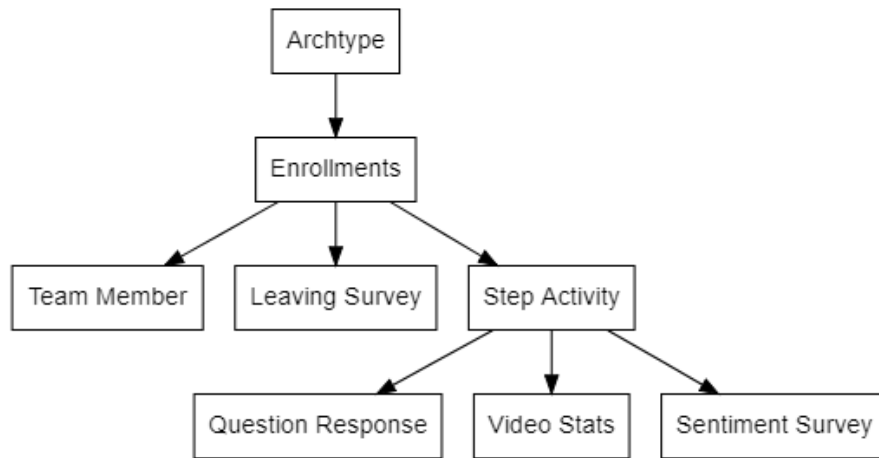 Archtype
Enrollments
Team Member
Leaving Survey
Step Activity
Question Response
Video Stats
Sentiment Survey